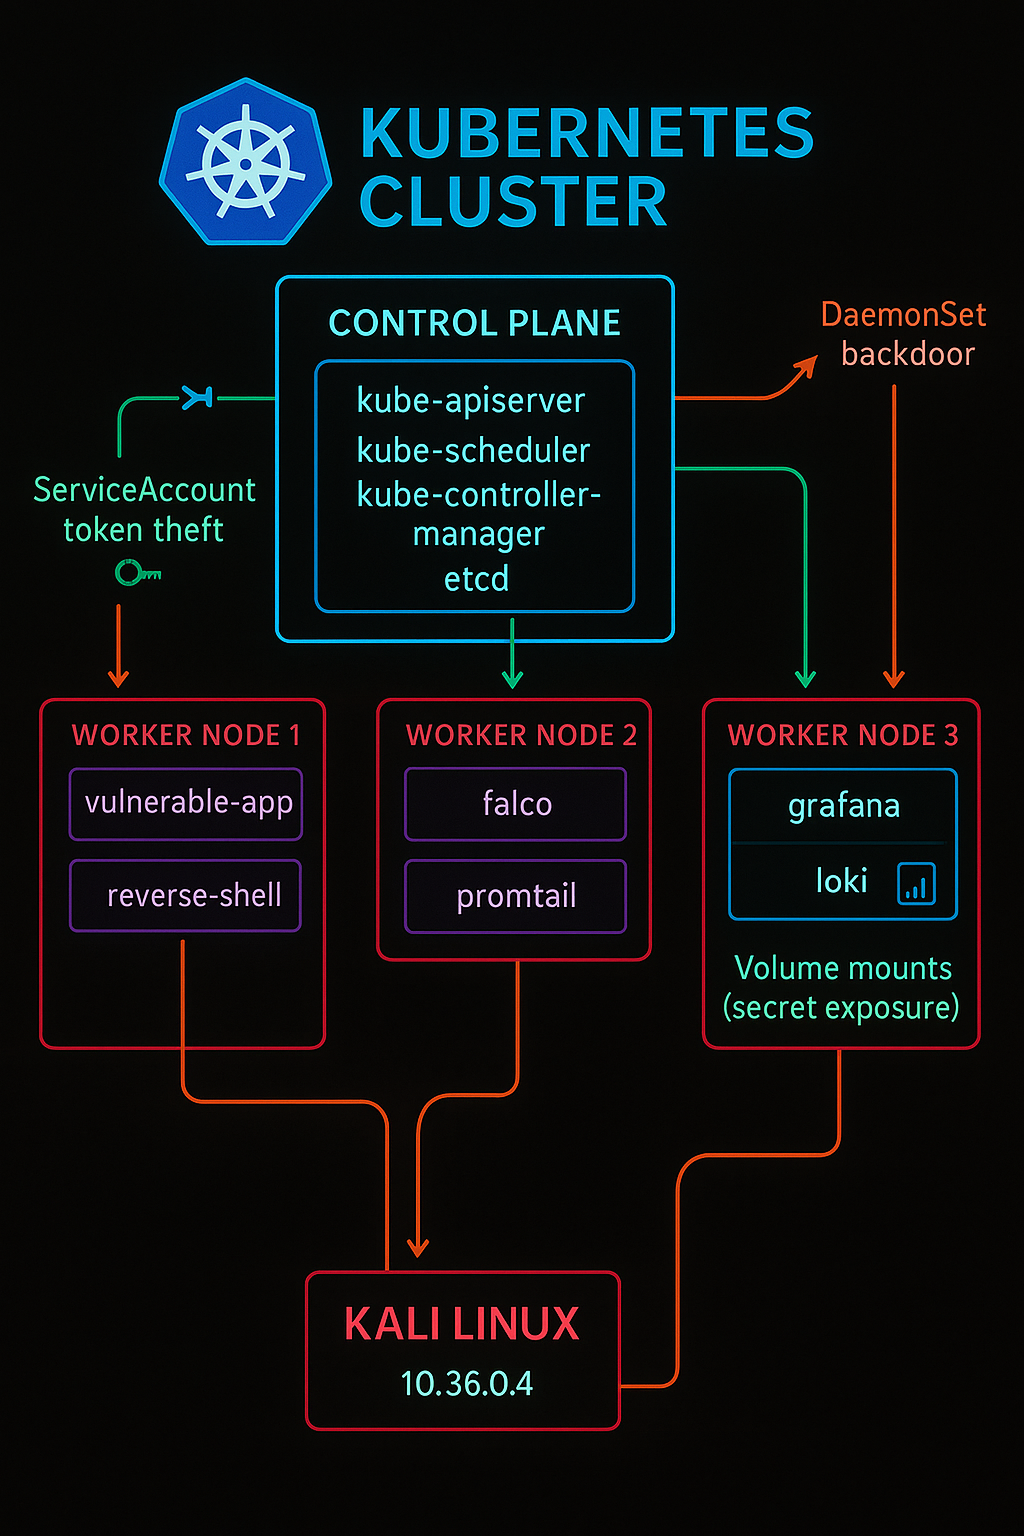 KUBERNETES
CLUSTER
CONTROL PLANE
kube-apiserver
kube-scheduler
kube-controller-
manager
etcd
DaemonSet
backdoor
ServiceAccount
token theft
WORKER NODE 1
vulnerable-app
reverse-shell
WORKER NODE 2
falco
promtail
WORKER NODE 3
grafana
loki
Volume mounts
(secret exposure)
KALI LINUX
10.36.0.4